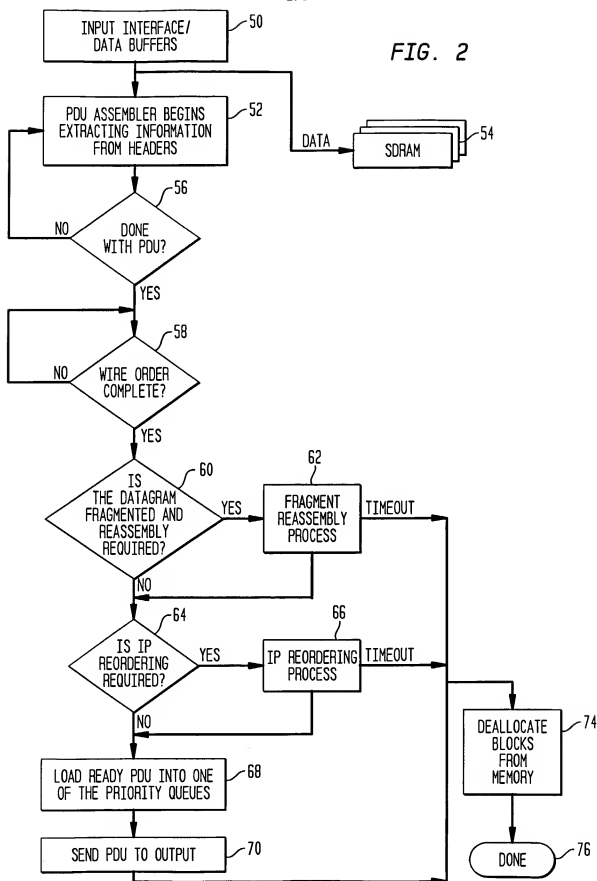 INPUT INTERFACE/
DATA BUFFERS
50
FIG. 2
PDU ASSEMBLER BEGINS
EXTRACTING INFORMATION
FROM HEADERS
52
DATA
SDRAM
54
56
DONE
WITH PDU?
NO
YES
58
WIRE ORDER
COMPLETE?
NO
YES
60
IS
THE DATAGRAM
FRAGMENTED AND
REASSEMBLY
REQUIRED?
YES
62
FRAGMENT
REASSEMBLY
PROCESS
TIMEOUT
NO
64
IS IP
REORDERING
REQUIRED?
YES
66
IP REORDERING
PROCESS
TIMEOUT
NO
LOAD READY PDU INTO ONE
OF THE PRIORITY QUEUES
68
DEALLOCATE
BLOCKS
FROM
MEMORY
74
SEND PDU TO OUTPUT
70
DONE
76